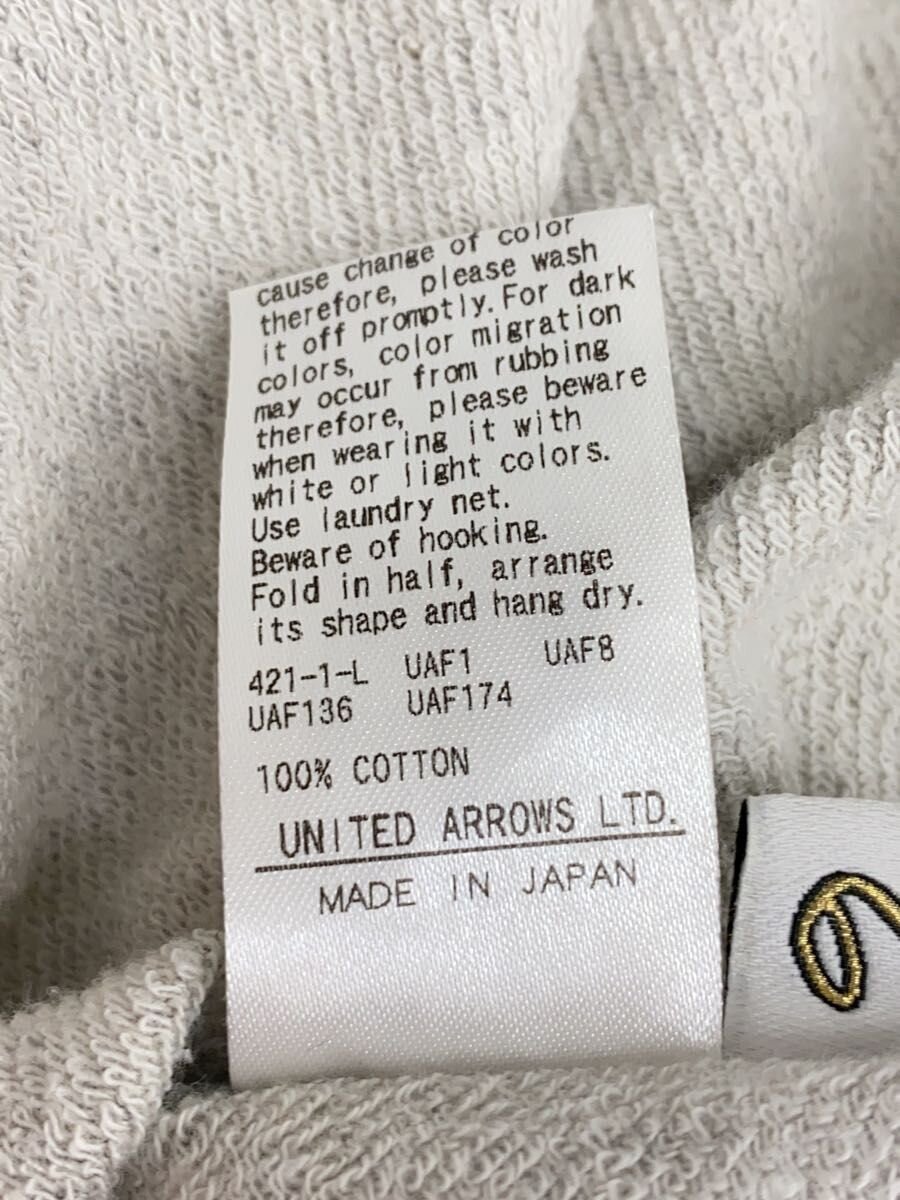 cause change of color
therefore, please wash
it off promptly. For dark
colors, color migration
may occur from rubbing
therefore, please beware
when wearing it with
white or light colors.
Use laundry net.
Beware of hooking.
Fold in half, arrange
its shape and hang dry.
421-1-L UAF1 UAF8
UAF136 UAF174
100% COTTON
UNITED ARROWS LTD.
MADE IN JAPAN